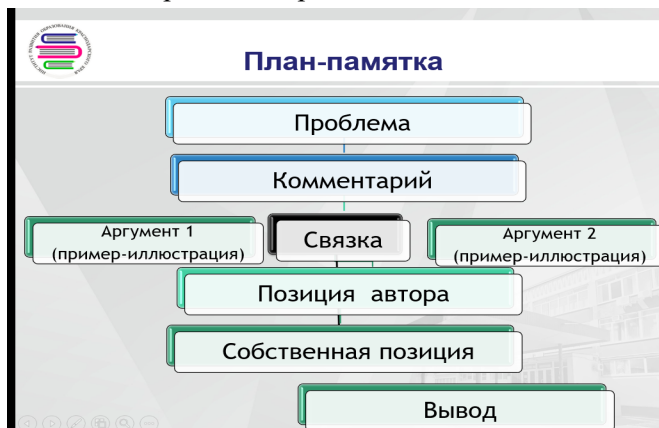 План-памятка
Проблема
Комментарий
Аргумент 1
(пример-иллюстрация)
Связка
Аргумент 2
(пример-иллюстрация)
Позиция автора
Собственная позиция
Вывод